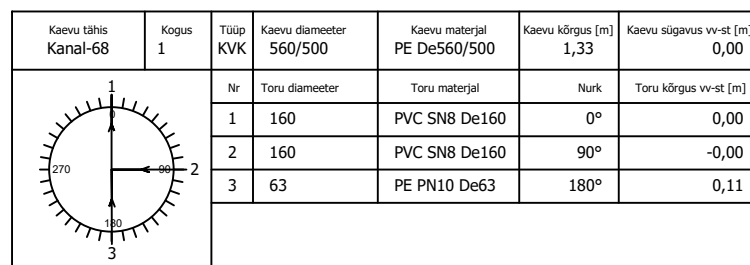 Kaevu tähis Kogus Tüüp Kaevu diameeter Kaevu materjal Kaevu kõrgus [m] Kaevu sügavus vv-st [m]
Kanal-68 1 KVK 560/500 PE De560/500 1,33 0,00
Nr Toru diameeter Toru materjal Nurk Toru kõrgus vv-st [m]
1 160 PVC SN8 De160 0° 0,00
2 160 PVC SN8 De160 90° -0,00
3 63 PE PN10 De63 180° 0,11
1
0
270 90 2
180
3